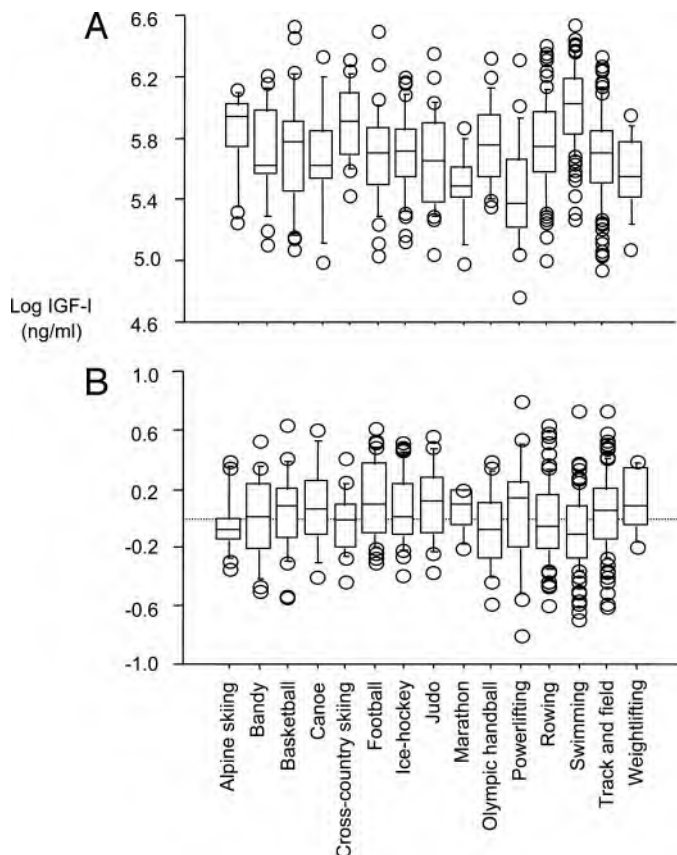 A
6.6
6.2
5.8
5.4
5.0
4.6
Log IGF-I
(ng/ml)
B
1.0
0.6
0.2
-0.2
-0.6
-1.0
Alpine skiing
Bandy
Basketball
Canoe
Cross-country skiing
Football
Ice-hockey
Judo
Marathon
Olympic handball
Powerlifting
Rowing
Swimming
Track and field
Weightlifting